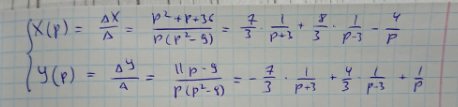 X(p) = ΔX/Δ = (p² + p + 36)/(p(p² - 9)) = 7/3 · 1/(p+3) + 8/3 · 1/(p-3) - 4/p
Y(p) = ΔY/Δ = (11p - 9)/(p(p² - 9)) = -7/3 · 1/(p+3) + 4/3 · 1/(p-3) + 1/p